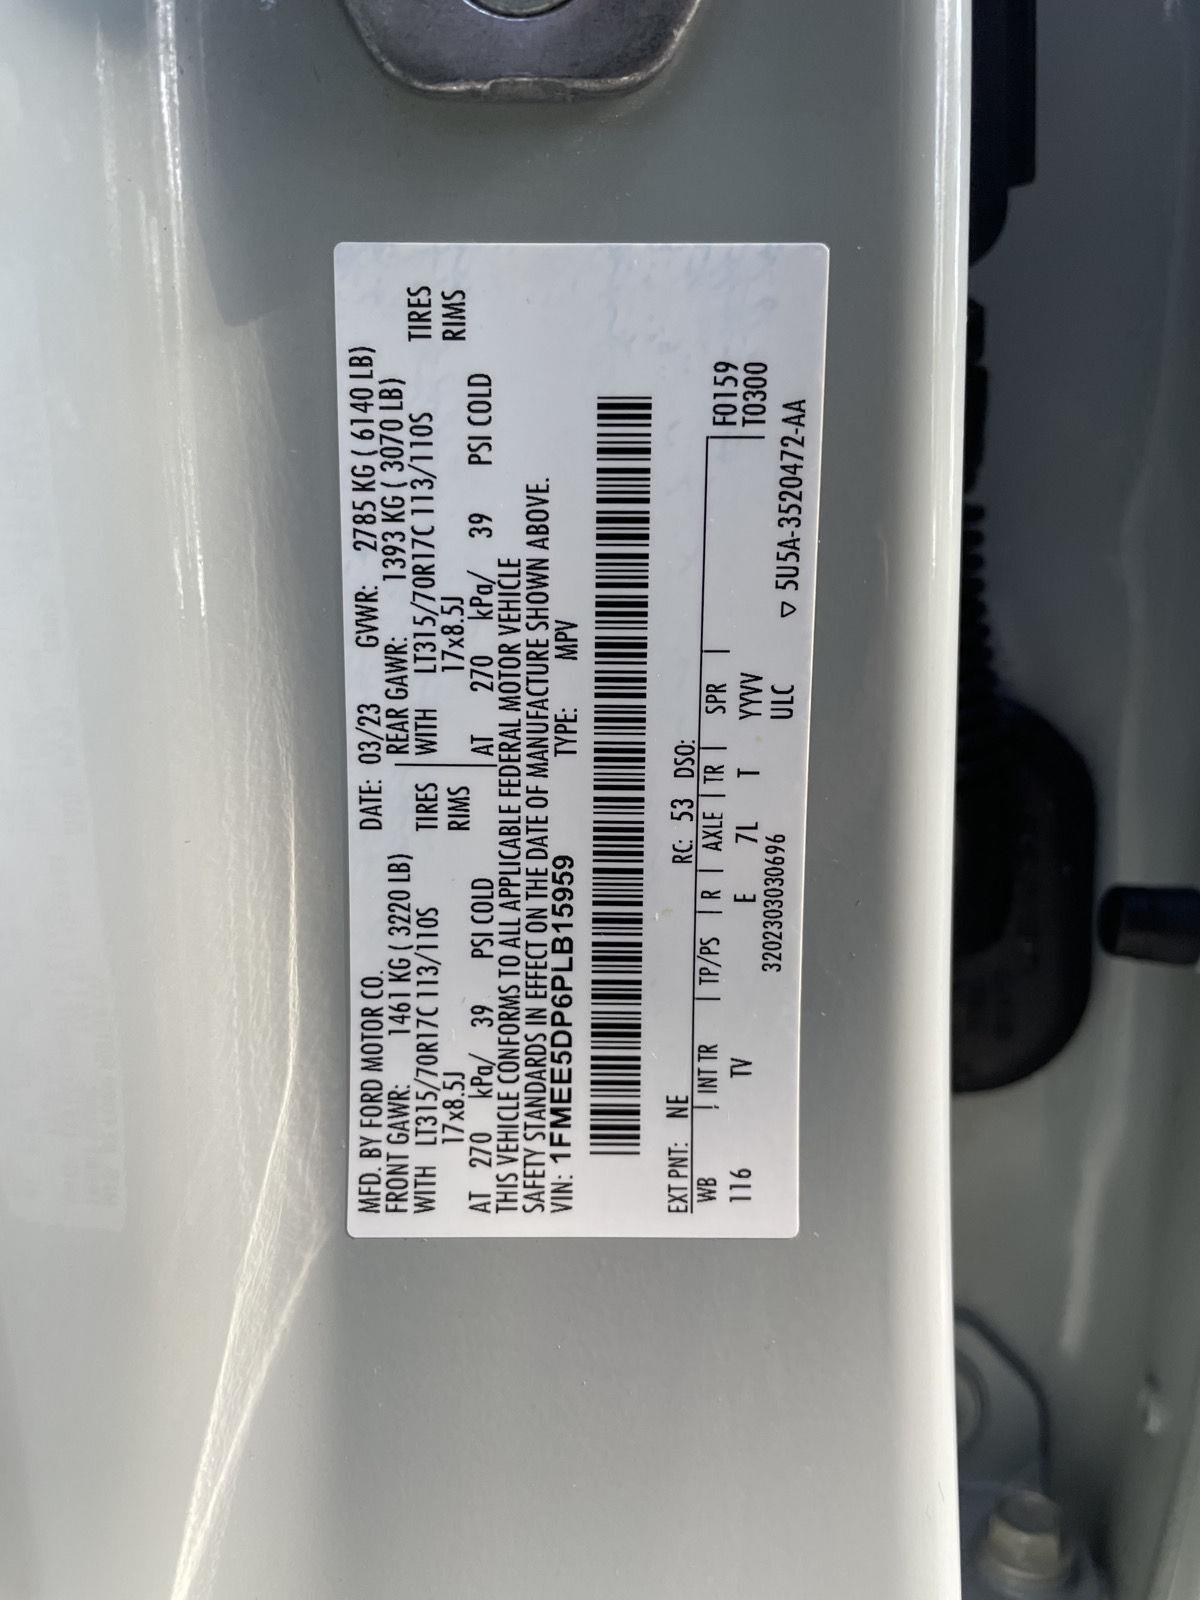 MFD. BY FORD MOTOR CO. DATE: 03/23 GVWR: 2785 KG ( 6140 LB)
FRONT GAWR: 1461 KG ( 3220 LB) REAR GAWR: 1393 KG ( 3070 LB)
WITH LT315/70R17C 113/110S TIRES WITH LT315/70R17C 113/110S TIRES
17x8.5J RIMS 17x8.5J RIMS
AT 270 kPa/ 39 PSI COLD AT 270 kPa/ 39 PSI COLD
THIS VEHICLE CONFORMS TO ALL APPLICABLE FEDERAL MOTOR VEHICLE
SAFETY STANDARDS IN EFFECT ON THE DATE OF MANUFACTURE SHOWN ABOVE.
VIN: 1FMEE5DP6PLB15959 TYPE: MPV
EXT PNT: NE RC: 53 DSO:
WB INT TR TP/PS R AXLE TR SPR F0159
116 TV E 7L T YYVV T0300
3202303030696 ULC ▽ 5U5A-3520472-AA